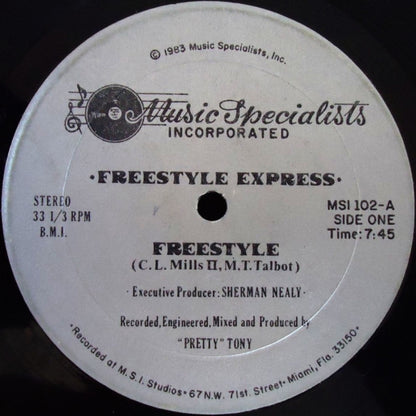 © 1983 Music Specialists, Inc.
Music Specialists
INCORPORATED
·FREESTYLE EXPRESS·
STEREO
33 1/3 RPM
B.M.I.
MSI 102-A
SIDE ONE
Time: 7:45
FREESTYLE
(C.L. Mills II, M.T. Talbot)
· Executive Producer: SHERMAN NEALY ·
Recorded, Engineered, Mixed and Produced by
"PRETTY" TONY
·Recorded at M.S.I. Studios· 67 N.W. 71st. Street· Miami, Fla. 33150·